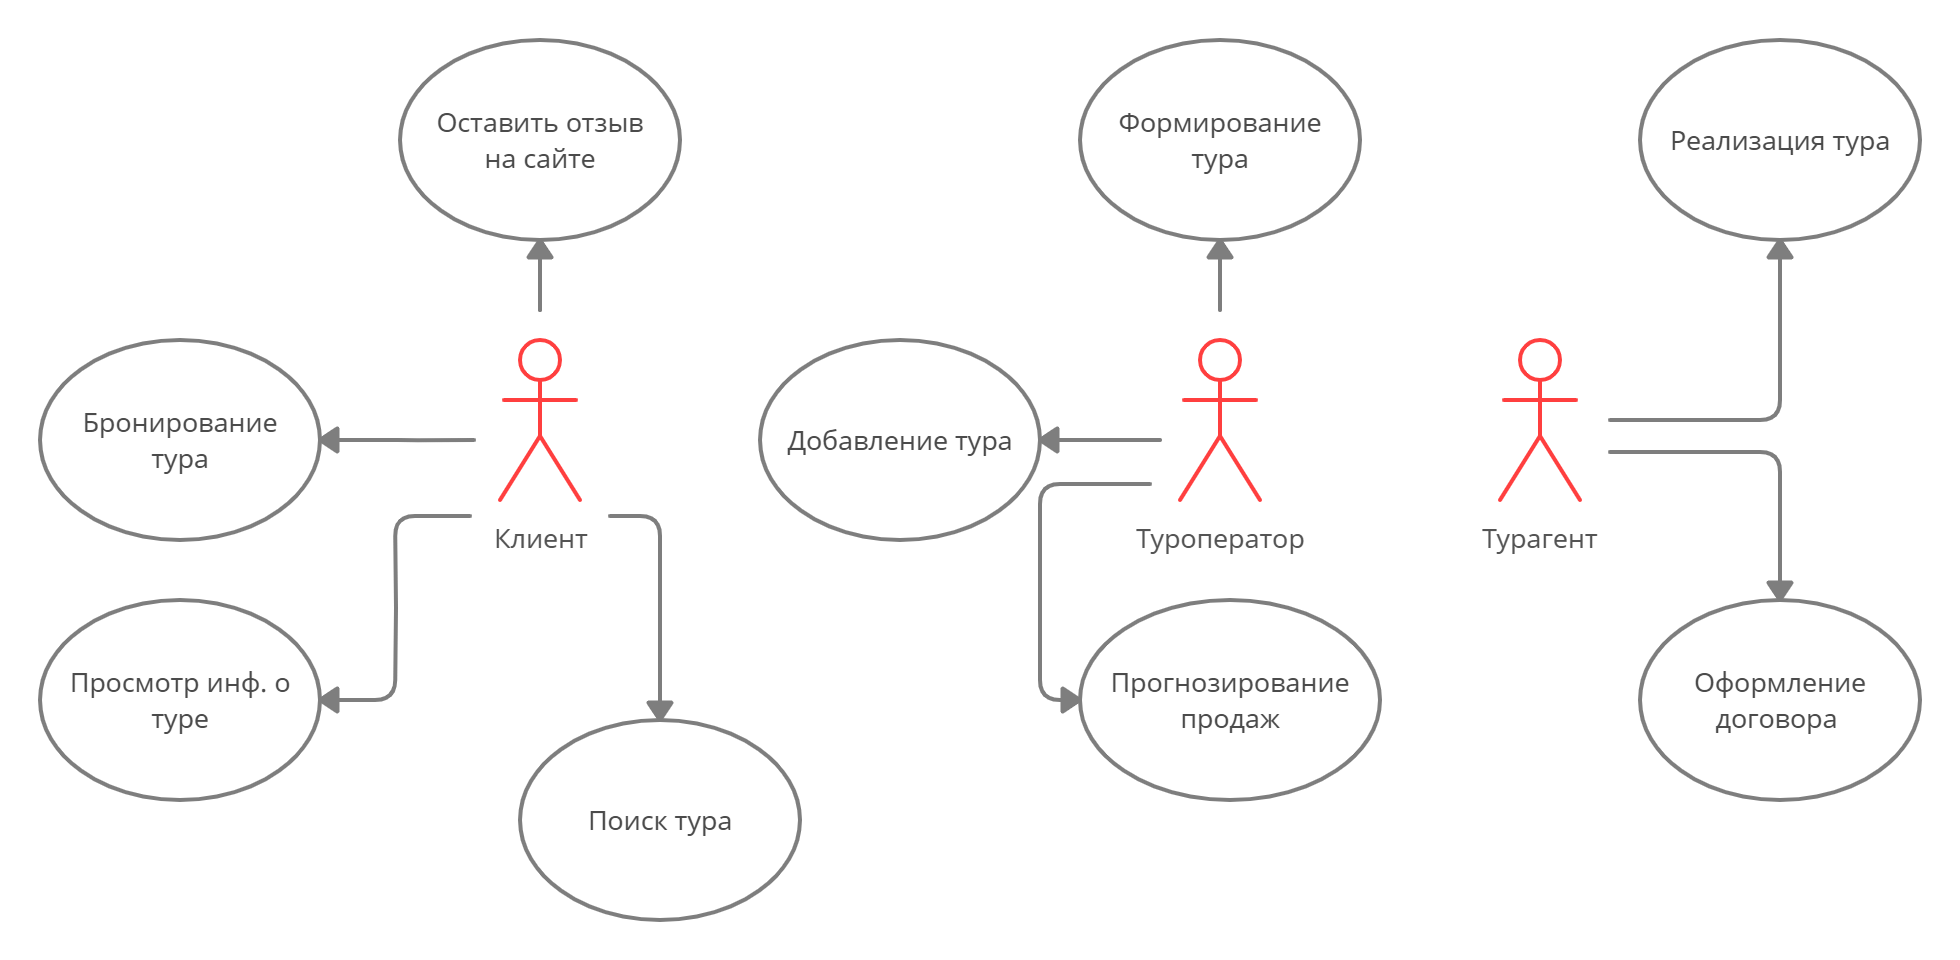 Оставить отзыв
на сайте
Формирование
тура
Реализация тура
Бронирование
тура
Добавление тура
Клиент
Туроператор
Турагент
Просмотр инф. о
туре
Прогнозирование
продаж
Оформление
договора
Поиск тура